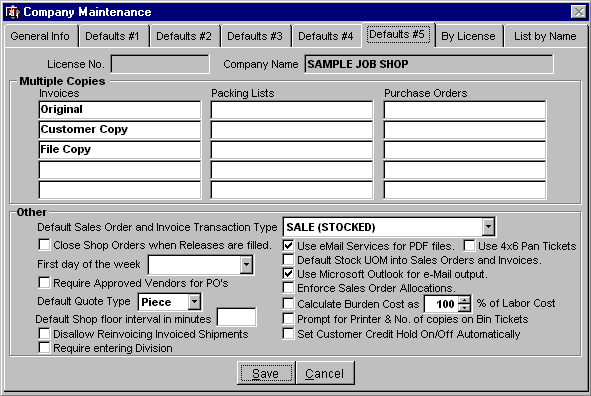 Company Maintenance
General Info Defaults #1 Defaults #2 Defaults #3 Defaults #4 Defaults #5 By License List by Name
License No. Company Name SAMPLE JOB SHOP
Multiple Copies
Invoices Packing Lists Purchase Orders
Original
Customer Copy
File Copy
Other
Default Sales Order and Invoice Transaction Type SALE (STOCKED)
Close Shop Orders when Releases are filled. Use eMail Services for PDF files. Use 4x6 Pan Tickets
Default Stock UOM into Sales Orders and Invoices.
First day of the week
Use Microsoft Outlook for e-Mail output.
Require Approved Vendors for PO's
Enforce Sales Order Allocations.
Default Quote Type Piece Calculate Burden Cost as 100 % of Labor Cost
Default Shop floor interval in minutes Prompt for Printer & No. of copies on Bin Tickets
Disallow Reinvoicing Invoiced Shipments Set Customer Credit Hold On/Off Automatically
Require entering Division
Save Cancel